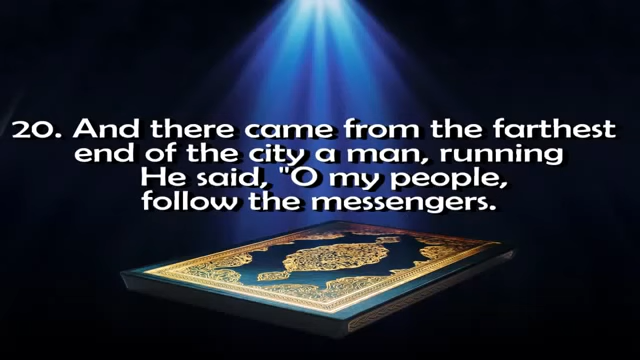 20. And there came from the farthest
end of the city a man, running
He said, "O my people,
follow the messengers.